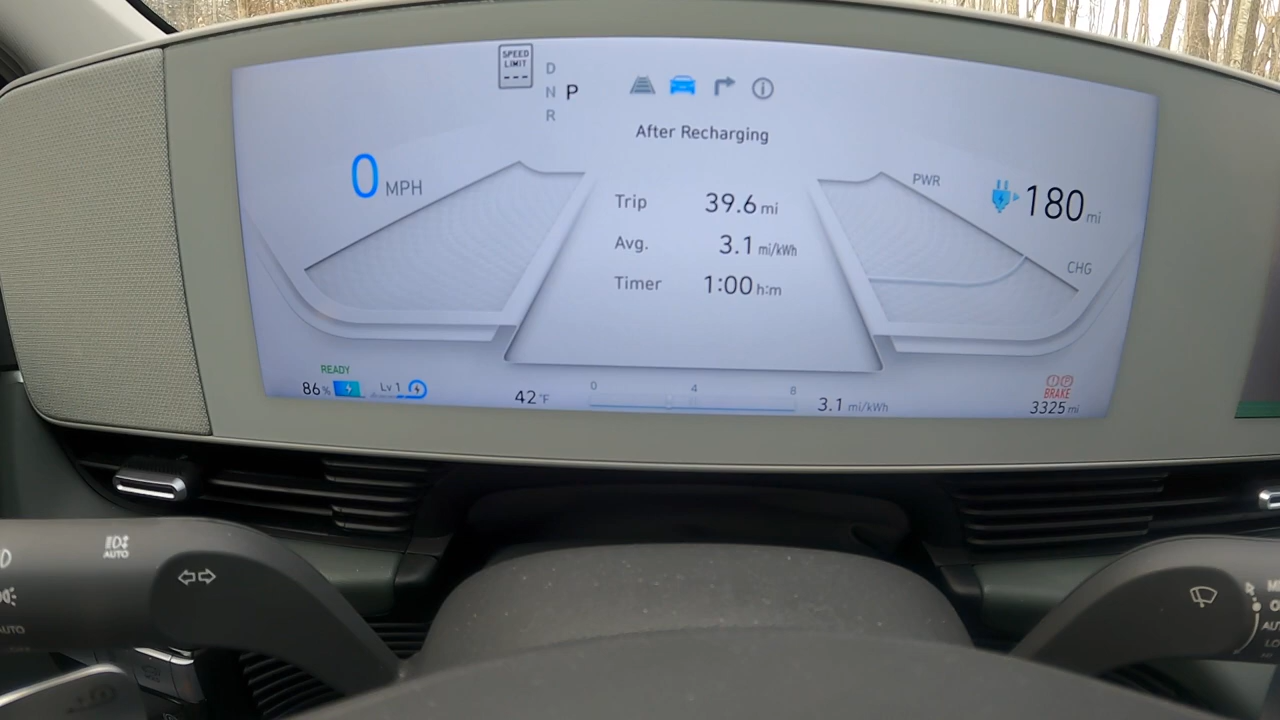 SPEED
LIMIT
---
D
N P
R
After Recharging
0 MPH
PWR
180 mi
CHG
Trip 39.6 mi
Avg. 3.1 mi/kWh
Timer 1:00 h:m
READY
86% Lv 1
42°F
0 4 8
3.1 mi/kWh
BRAKE
3325 mi
AUTO
AUTO